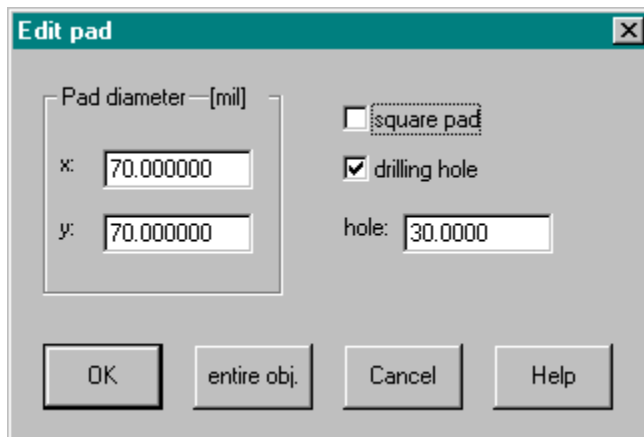 Edit pad
Pad diameter [mil]
square pad
x: 70.000000
drilling hole
y: 70.000000
hole: 30.0000
OK
entire obj.
Cancel
Help